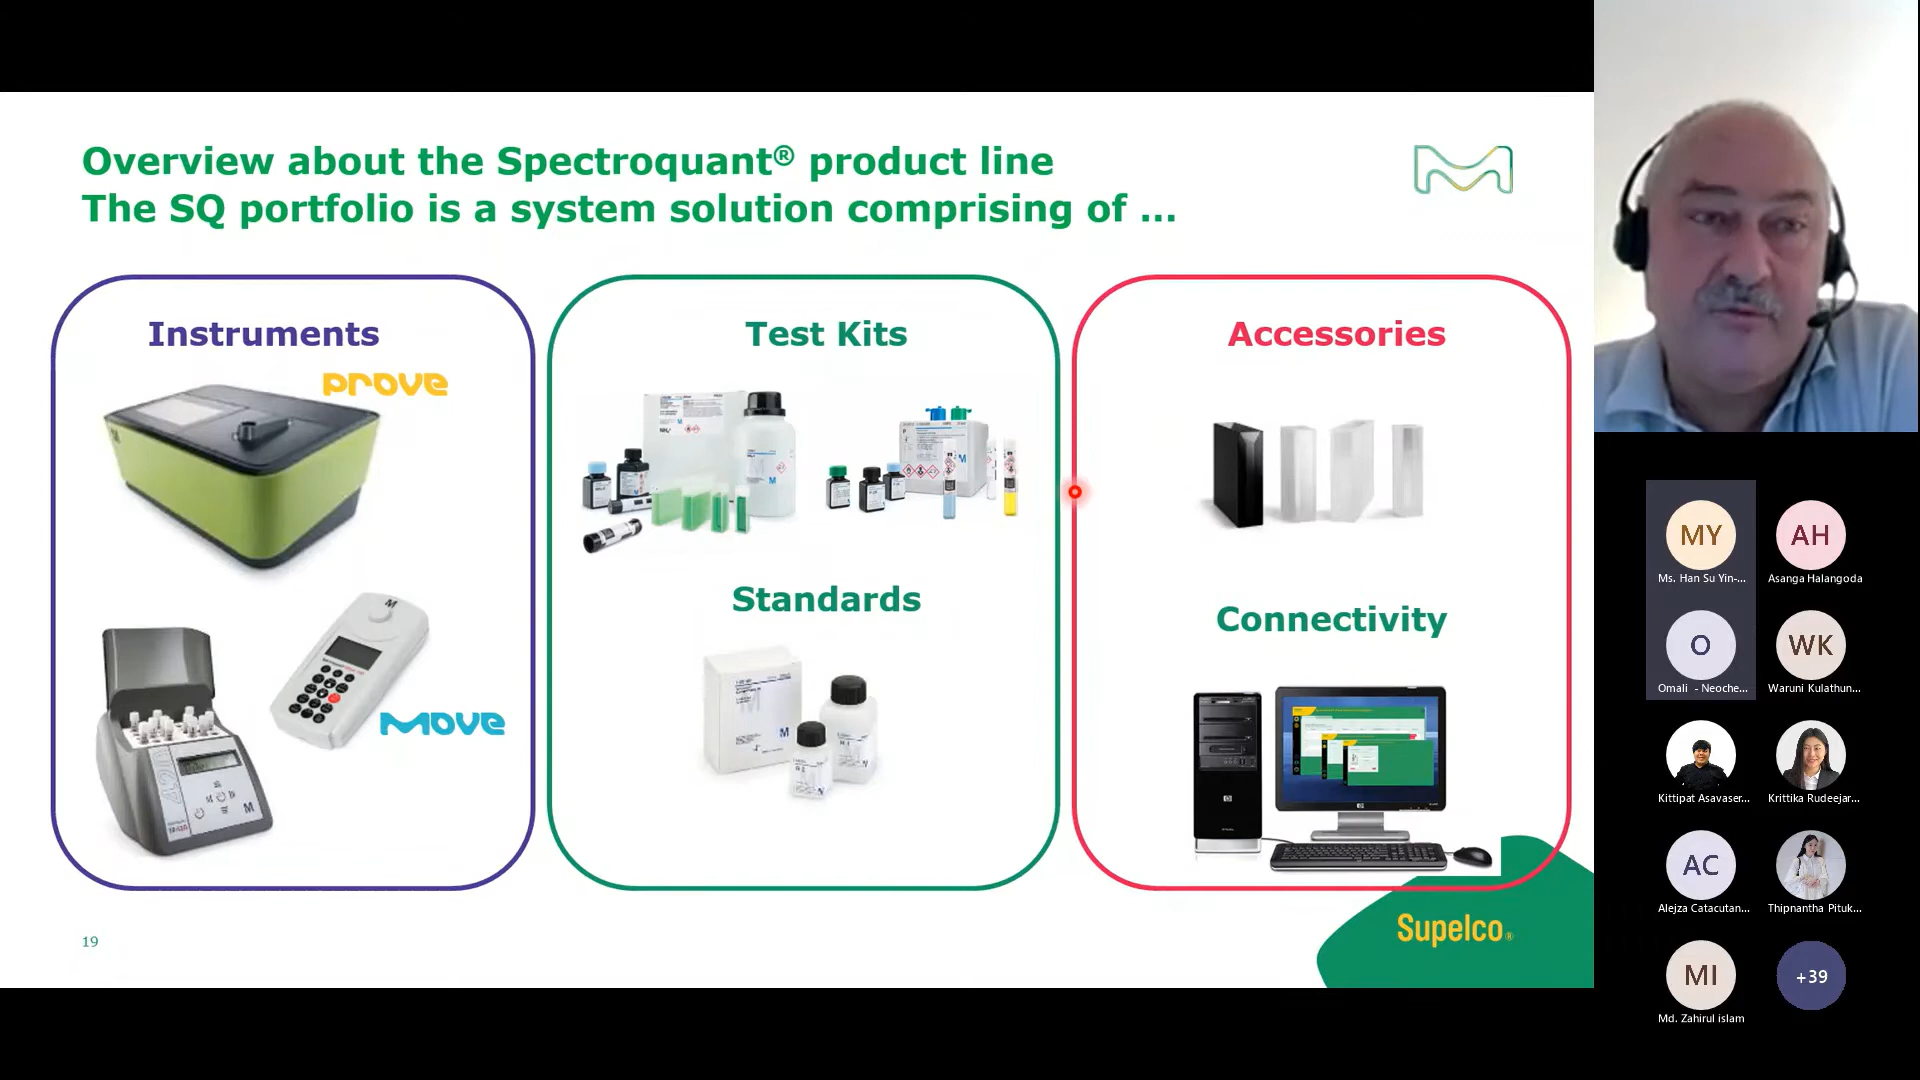 Overview about the Spectroquant® product line
The SQ portfolio is a system solution comprising of ...
Instruments
prove
Move
Test Kits
Standards
Accessories
Connectivity
19
Supelco®
MY
Ms. Han Su Yin-...
AH
Asanga Halangoda
O
Omali - Neoche...
WK
Waruni Kulathun...
Kittipat Asavaser...
Krittika Rudeejar...
AC
Alejza Catacutan...
Thipnantha Pituk...
MI
Md. Zahirul islam
+39